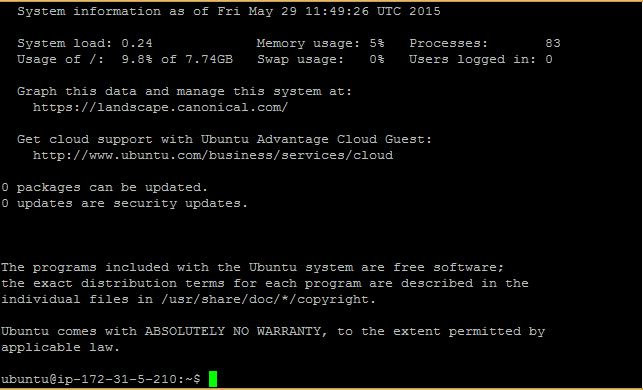 System information as of Fri May 29 11:49:26 UTC 2015
System load: 0.24 Memory usage: 5% Processes: 83
Usage of /: 9.8% of 7.74GB Swap usage: 0% Users logged in: 0
Graph this data and manage this system at:
https://landscape.canonical.com/
Get cloud support with Ubuntu Advantage Cloud Guest:
http://www.ubuntu.com/business/services/cloud
0 packages can be updated.
0 updates are security updates.
The programs included with the Ubuntu system are free software;
the exact distribution terms for each program are described in the
individual files in /usr/share/doc/*/copyright.
Ubuntu comes with ABSOLUTELY NO WARRANTY, to the extent permitted by
applicable law.
ubuntu@ip-172-31-5-210:~$